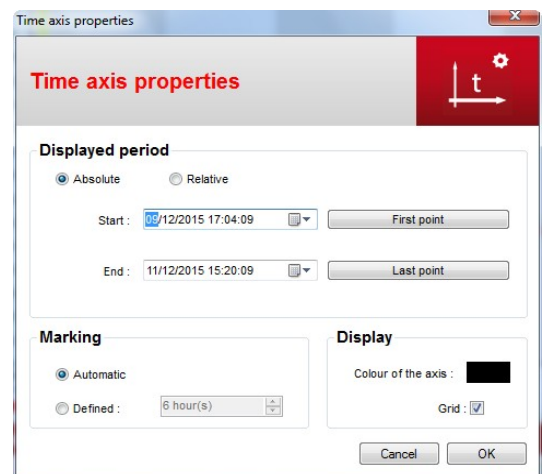 Time axis properties
x
Time axis properties
t
Displayed period
Absolute Relative
Start : 09/12/2015 17:04:09 First point
End : 11/12/2015 15:20:09 Last point
Marking Display
Automatic Colour of the axis :
Defined : 6 hour(s) Grid :
Cancel OK